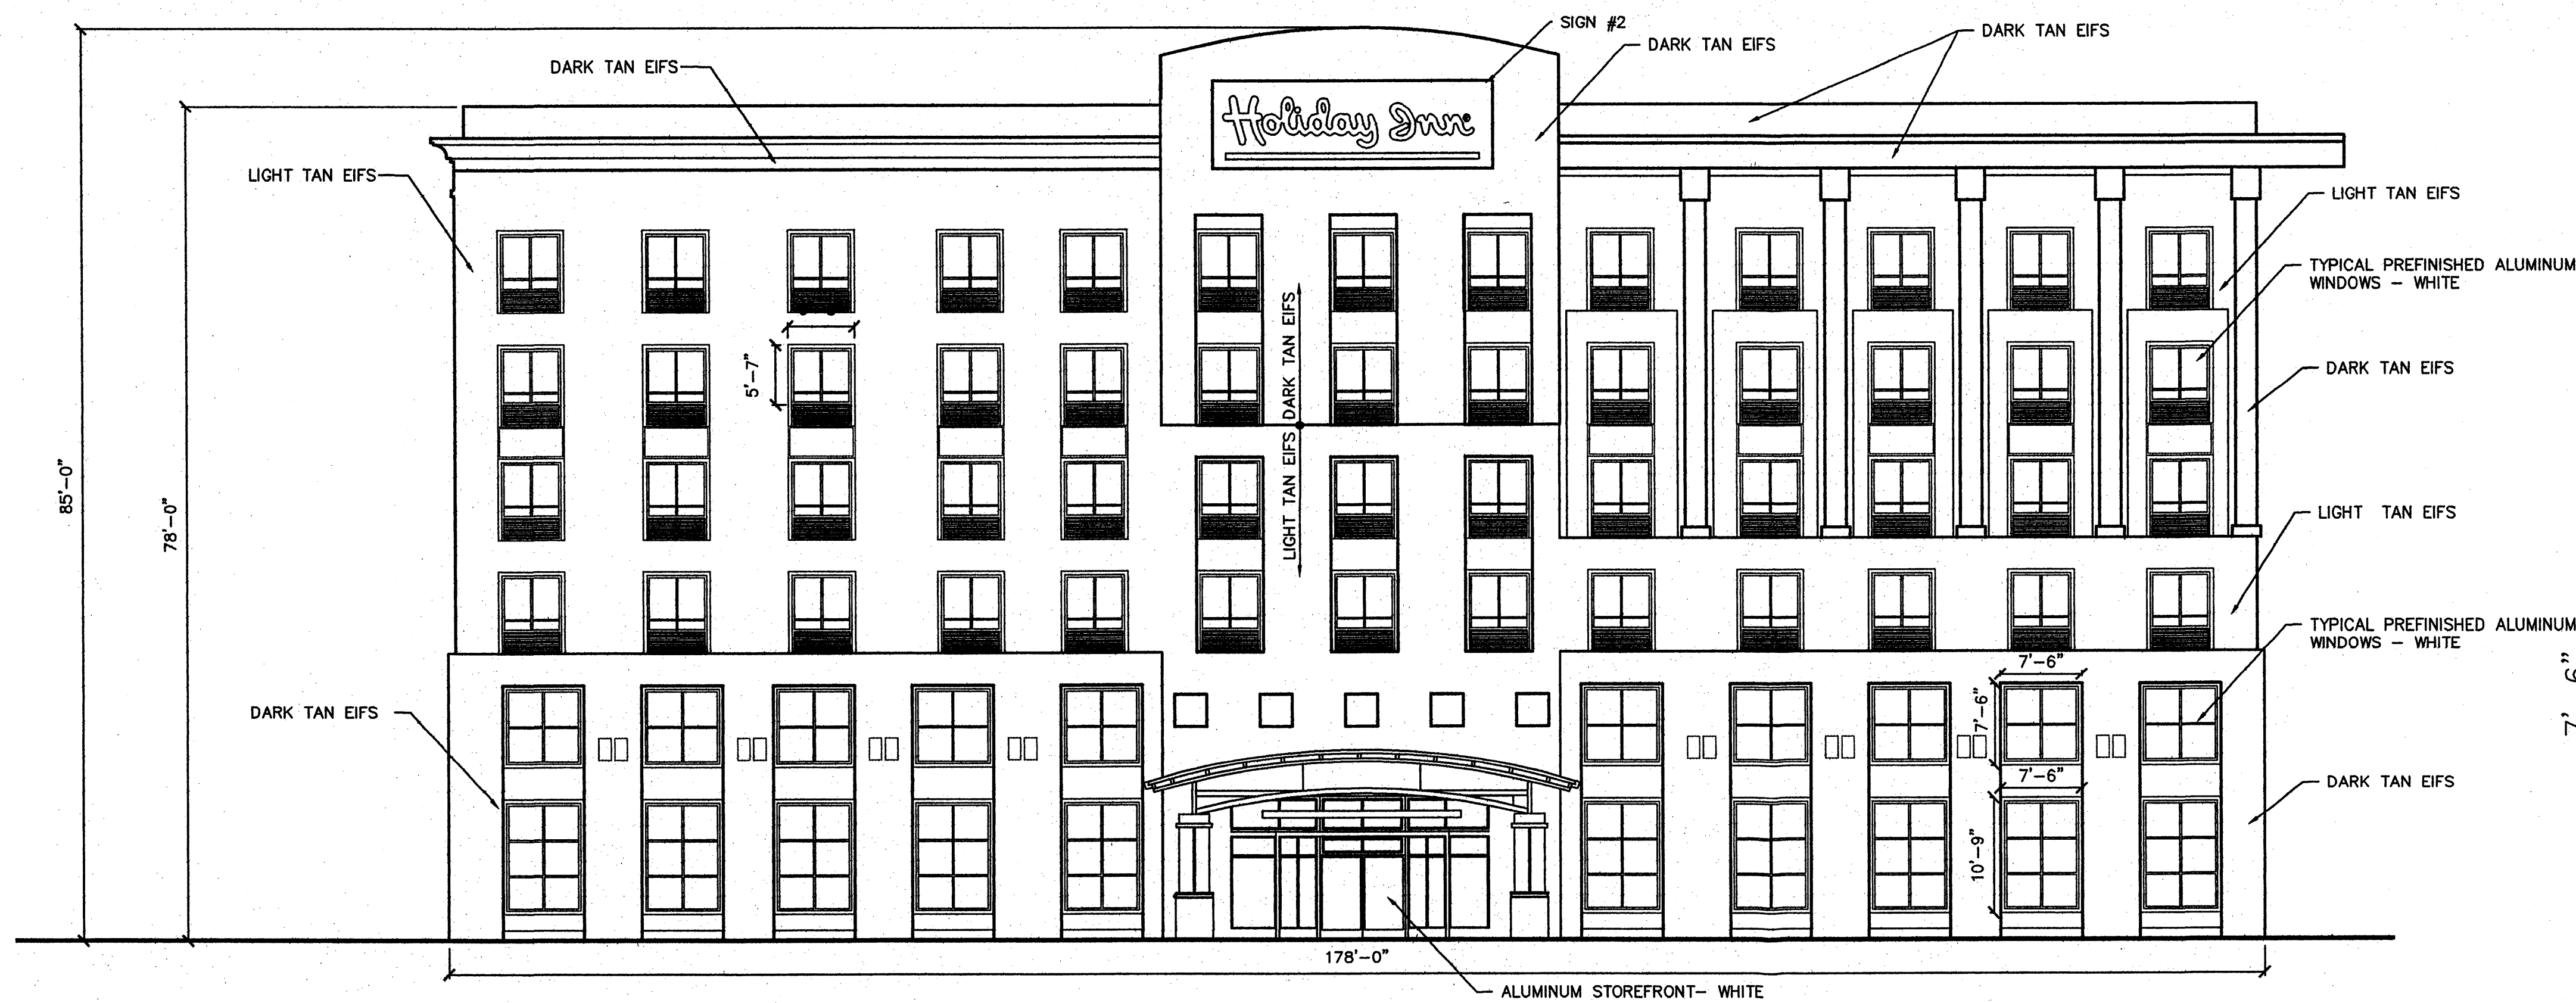 SIGN #2
DARK TAN EIFS
DARK TAN EIFS
DARK TAN EIFS
Holiday Inn®
LIGHT TAN EIFS
LIGHT TAN EIFS
TYPICAL PREFINISHED ALUMINUM
WINDOWS – WHITE
DARK TAN EIFS
5'-7"
DARK TAN EIFS
LIGHT TAN EIFS
85'-0"
78'-0"
LIGHT TAN EIFS
TYPICAL PREFINISHED ALUMINUM
WINDOWS – WHITE
7'-6"
7'-6"
7' 6"
DARK TAN EIFS
7'-6"
DARK TAN EIFS
10'-9"
178'-0"
ALUMINUM STOREFRONT– WHITE